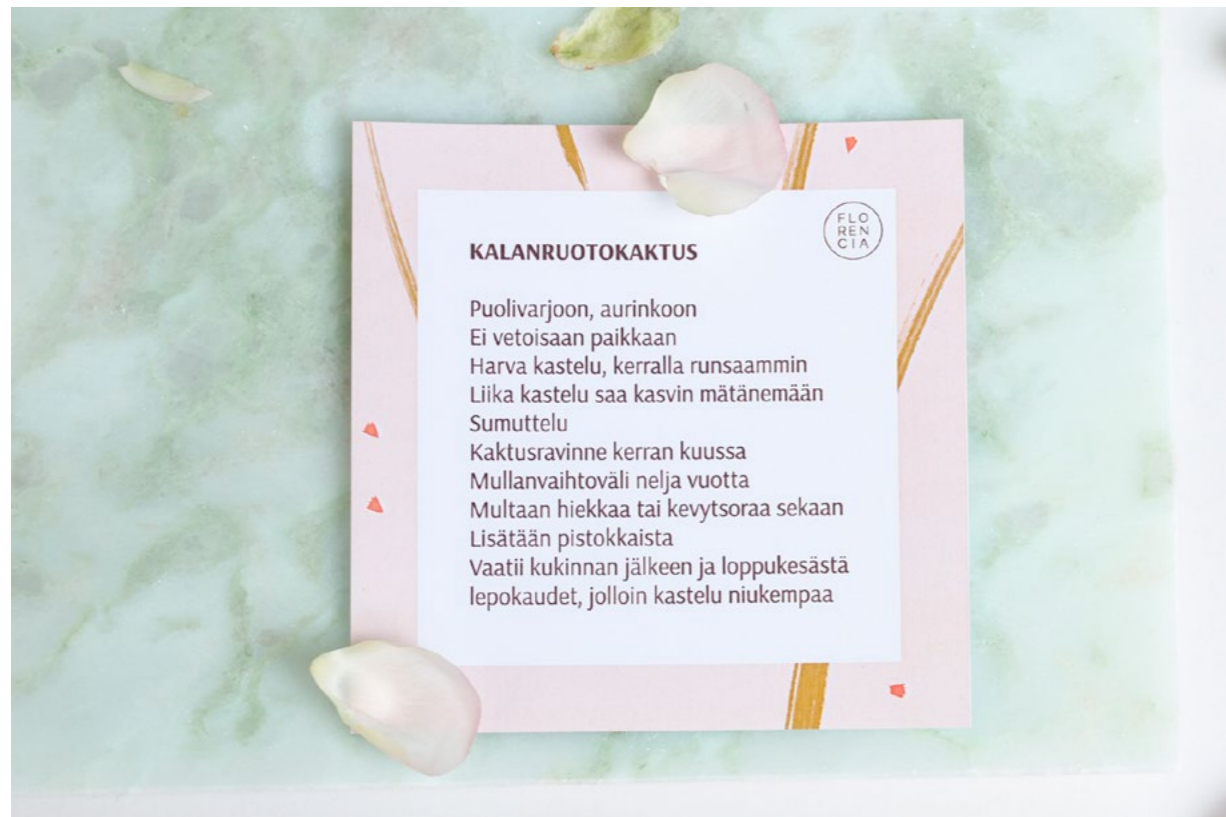 FLO
REN
CIA
KALANRUOTOKAKTUS
Puolivarjoon, aurinkoon
Ei vetoisaan paikkaan
Harva kastelu, kerralla runsaammin
Liika kastelu saa kasvin mätänemään
Sumuttelu
Kaktusravinne kerran kuussa
Mullanvaihtoväli nelja vuotta
Multaan hiekkaa tai kevytsoraa sekaan
Lisätään pistokkaista
Vaatii kukinnan jälkeen ja loppukesästä
lepokaudet, jolloin kastelu niukempaa